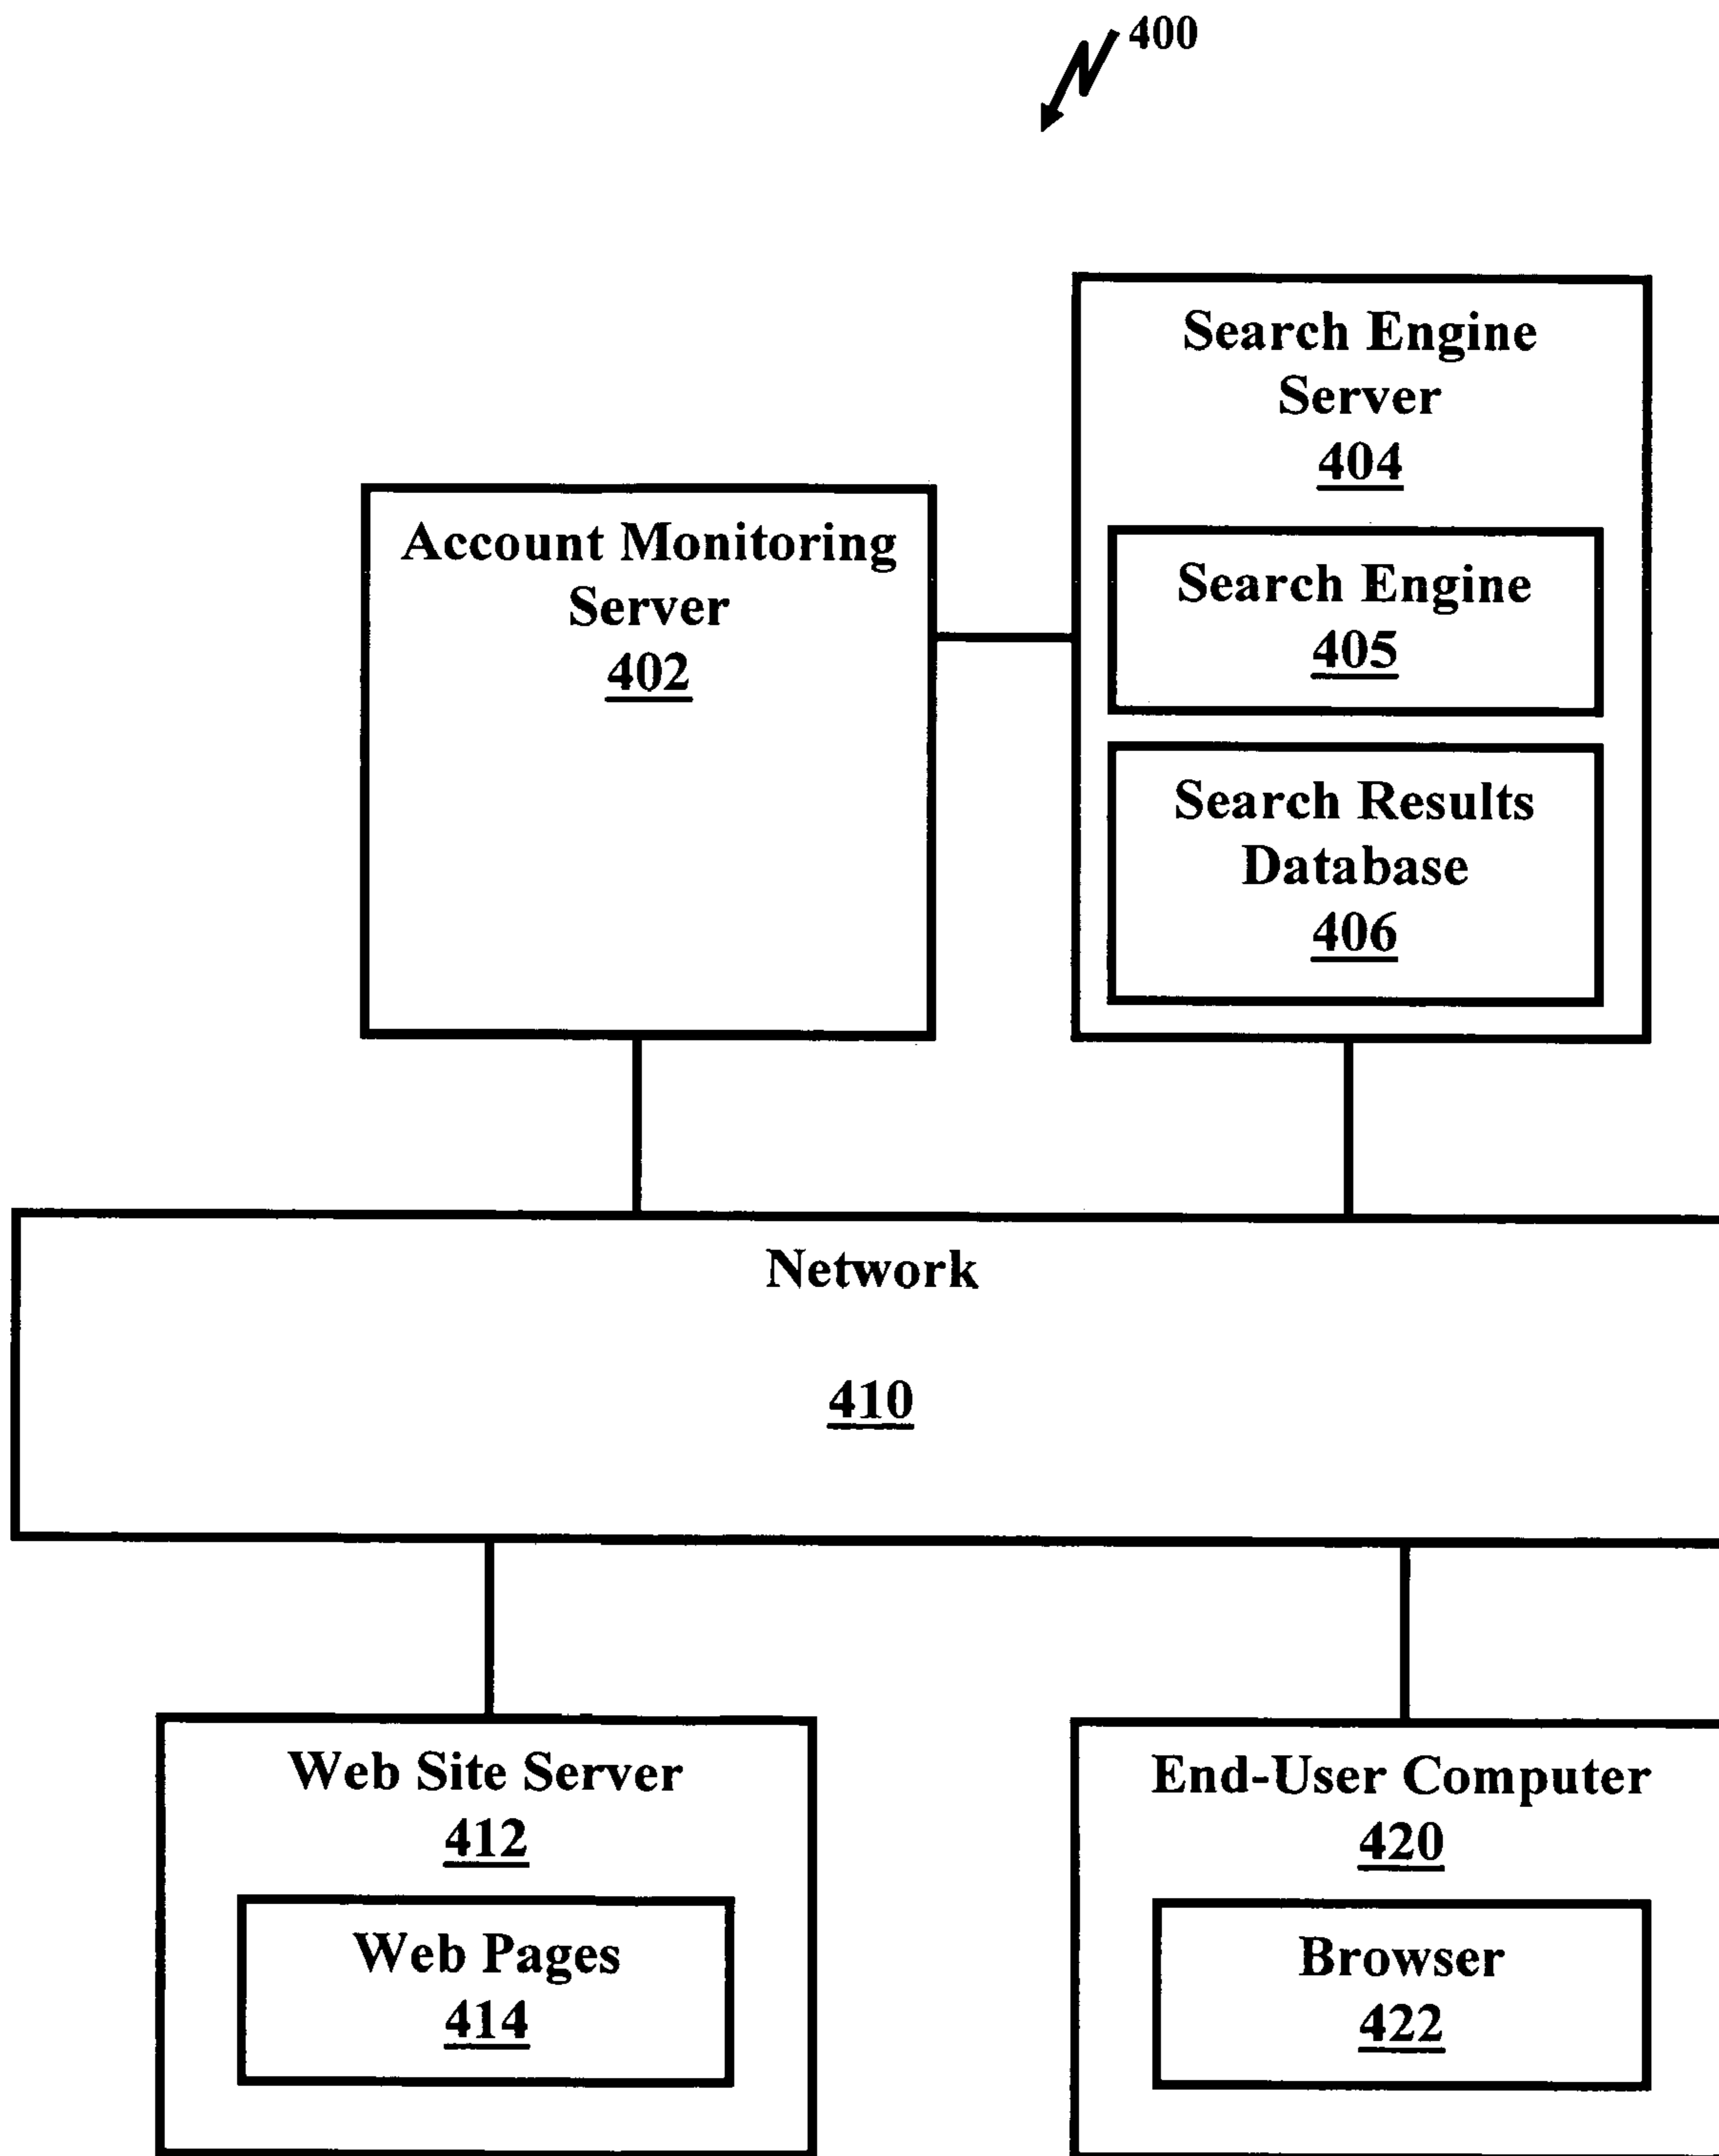 400
Search Engine
Server
404
Account Monitoring
Server
402
Search Engine
405
Search Results
Database
406
Network
410
Web Site Server
412
Web Pages
414
End-User Computer
420
Browser
422